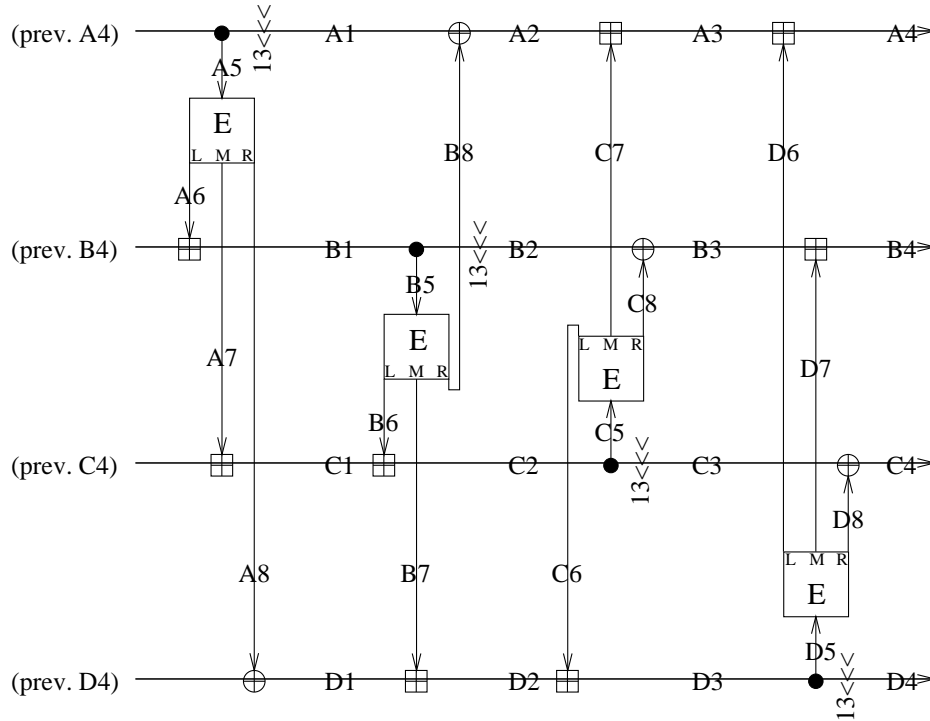 (prev. A4) 13<<< A1 A2 A3 A4
A5
E
L M R
B8 C7 D6
A6
(prev. B4) B1 13<<< B2 B3 B4
B5 C8
E
L M R
L M R
A7 D7
E
B6 C5
(prev. C4) C1 C2 13<<< C3 C4
D8
L M R
A8 B7 C6
E
D5
(prev. D4) D1 D2 D3 13<<< D4